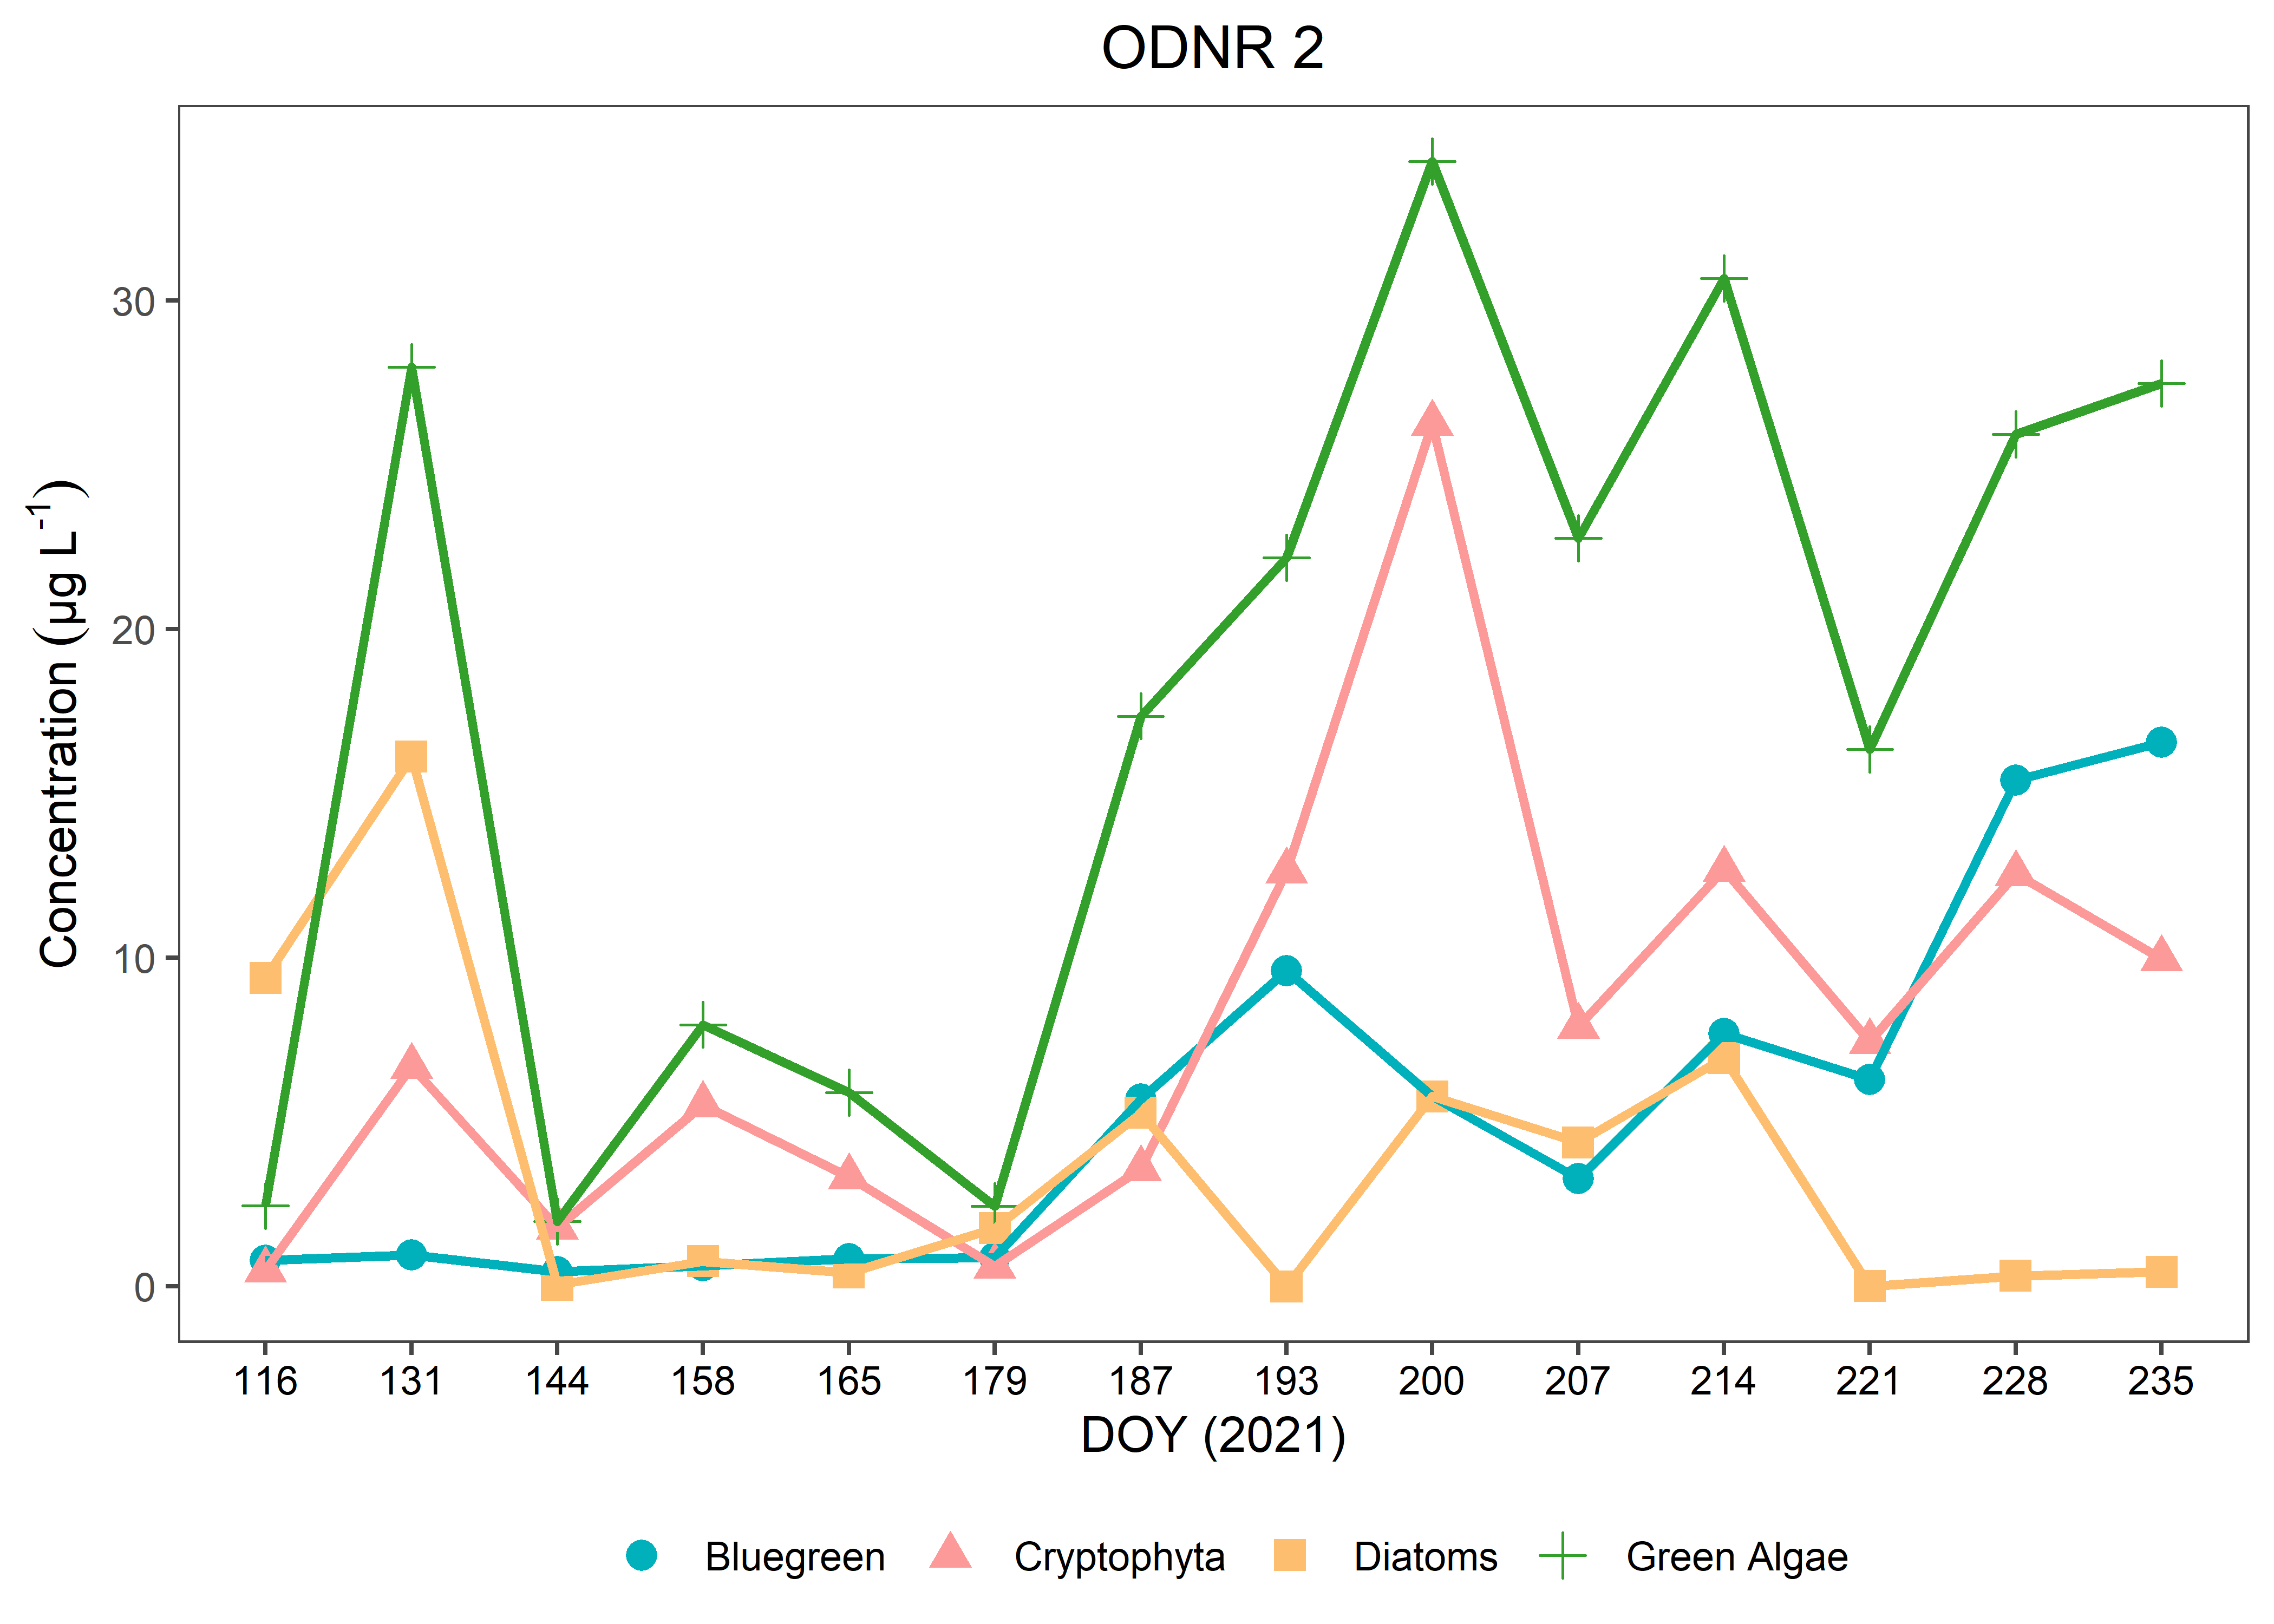 ODNR 2
Concentration (µg L⁻¹)
30
20
10
0
116 131 144 158 165 179 187 193 200 207 214 221 228 235
DOY (2021)
Bluegreen Cryptophyta Diatoms Green Algae